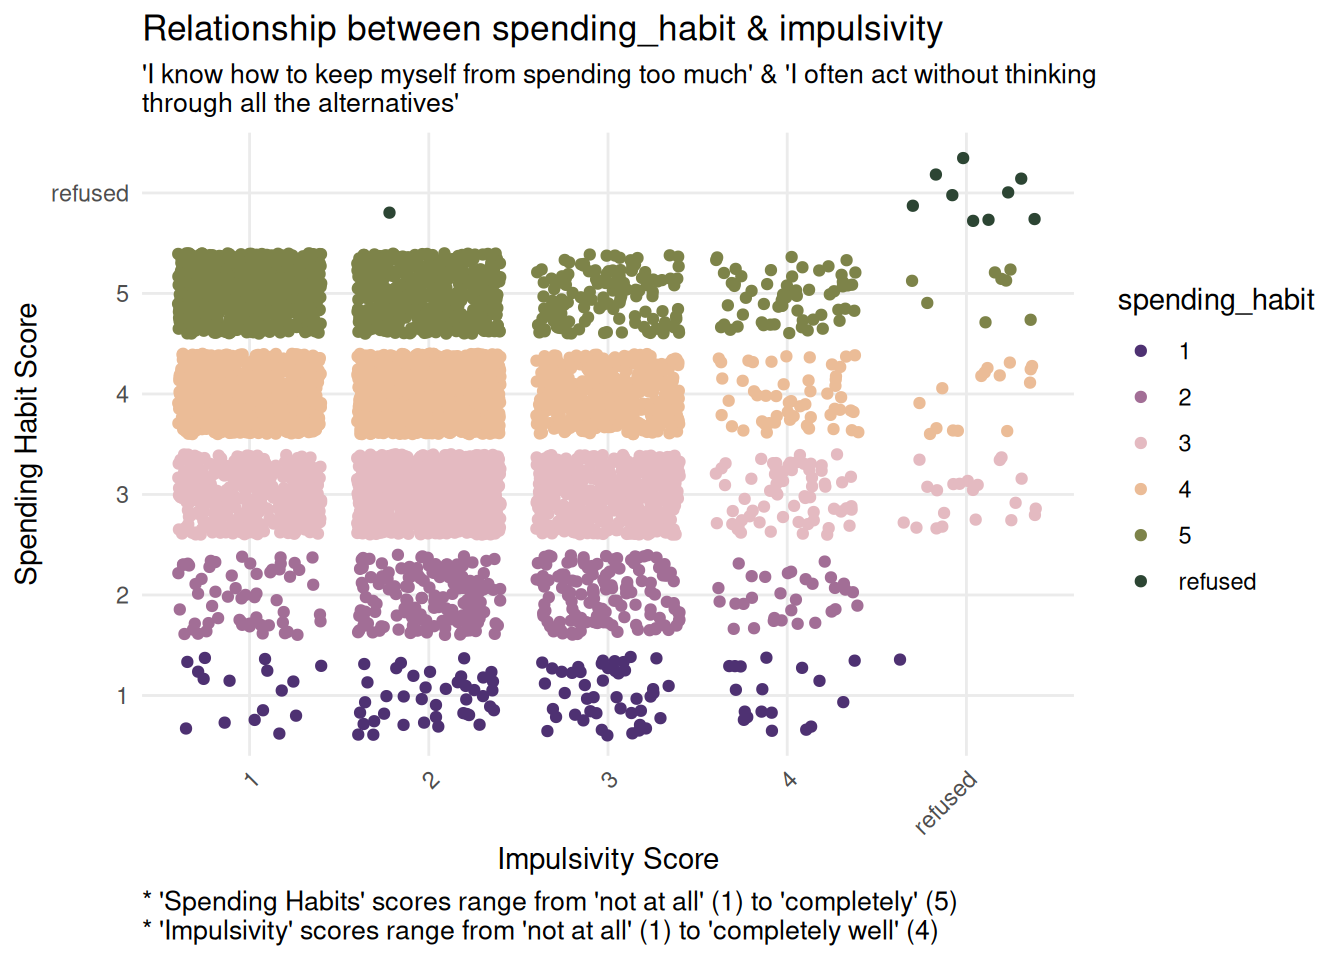 Relationship between spending_habit & impulsivity
'I know how to keep myself from spending too much' & 'I often act without thinking
through all the alternatives'
Spending Habit Score
refused
5
4
3
2
1
1
2
3
4
refused
Impulsivity Score
spending_habit
1
2
3
4
5
refused
* 'Spending Habits' scores range from 'not at all' (1) to 'completely' (5)
* 'Impulsivity' scores range from 'not at all' (1) to 'completely well' (4)